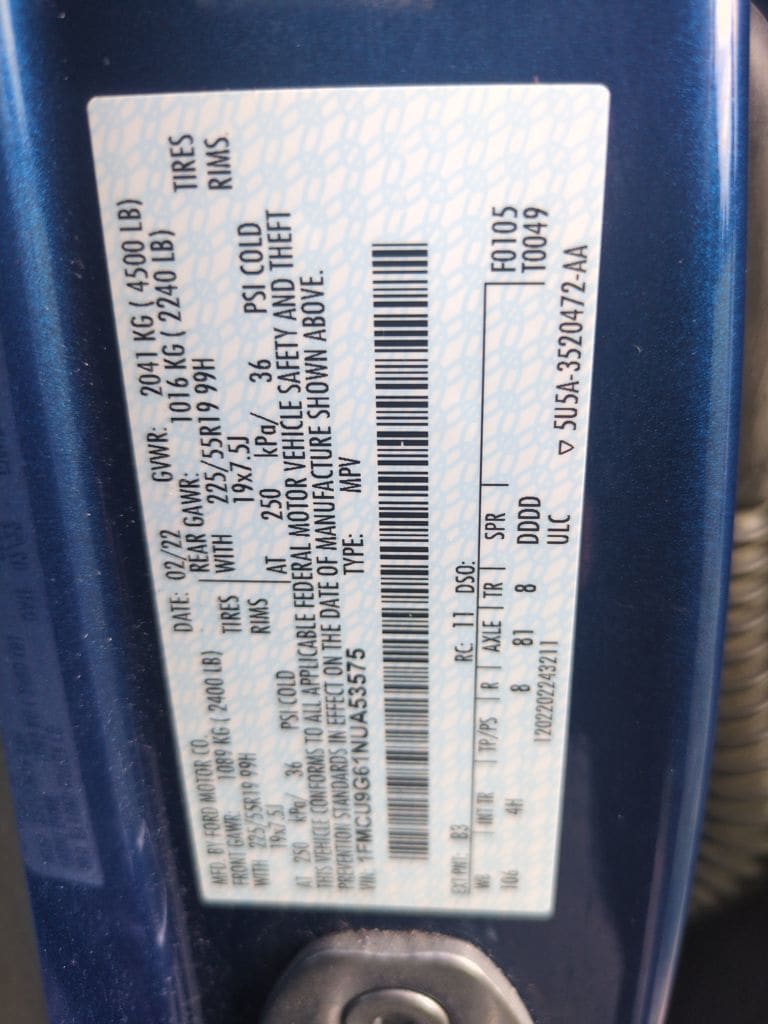 MFD. BY FORD MOTOR CO.
DATE: 02/22 GVWR: 2041 KG ( 4500 LB)
FRONT GAWR: 1089 KG ( 2400 LB) REAR GAWR: 1016 KG ( 2240 LB)
WITH 225/55R19 99H TIRES WITH 225/55R19 99H TIRES
19x7.5J RIMS 19x7.5J RIMS
AT 250 kPa/ 36 PSI COLD AT 250 kPa/ 36 PSI COLD
THIS VEHICLE CONFORMS TO ALL APPLICABLE FEDERAL MOTOR VEHICLE SAFETY AND THEFT
PREVENTION STANDARDS IN EFFECT ON THE DATE OF MANUFACTURE SHOWN ABOVE.
VIN: 1FMCU9G61NUA53575 TYPE: MPV
EXT PNT: B3 RC: 11 DSO:
WB INT TR TP/PS R AXLE TR SPR F0105
106 4H 8 81 8 DDDD T0049
1202202243211 ULC
▽ 5U5A-3520472-AA